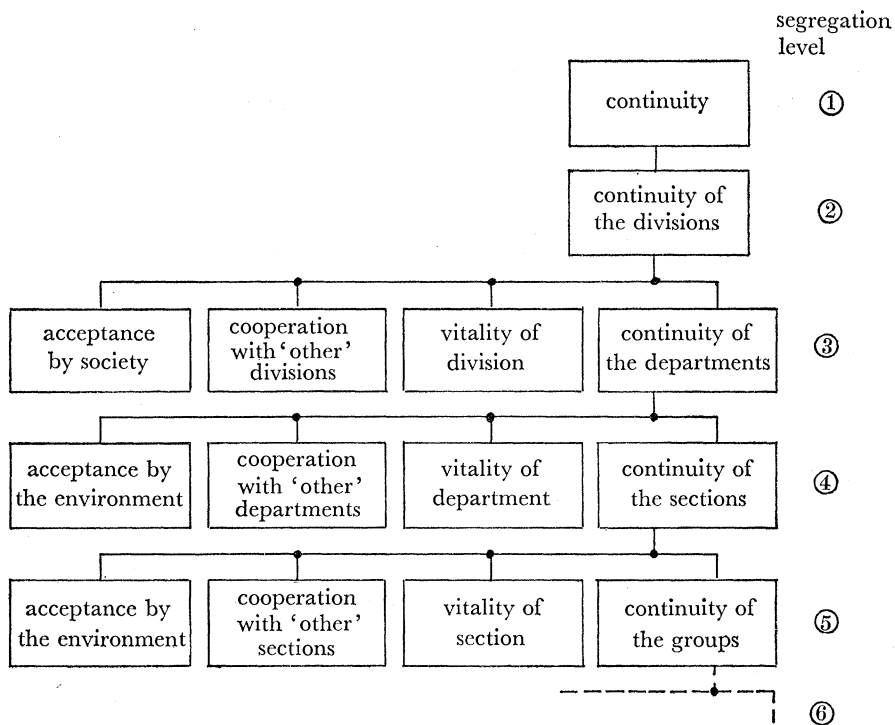 segregation
level
continuity
①
continuity of
the divisions
②
acceptance
by society
cooperation
with ‘other’
divisions
vitality of
division
continuity of
the departments
③
acceptance by
the environment
cooperation
with ‘other’
departments
vitality of
department
continuity of
the sections
④
acceptance by
the environment
cooperation
with ‘other’
sections
vitality of
section
continuity of
the groups
⑤
⑥